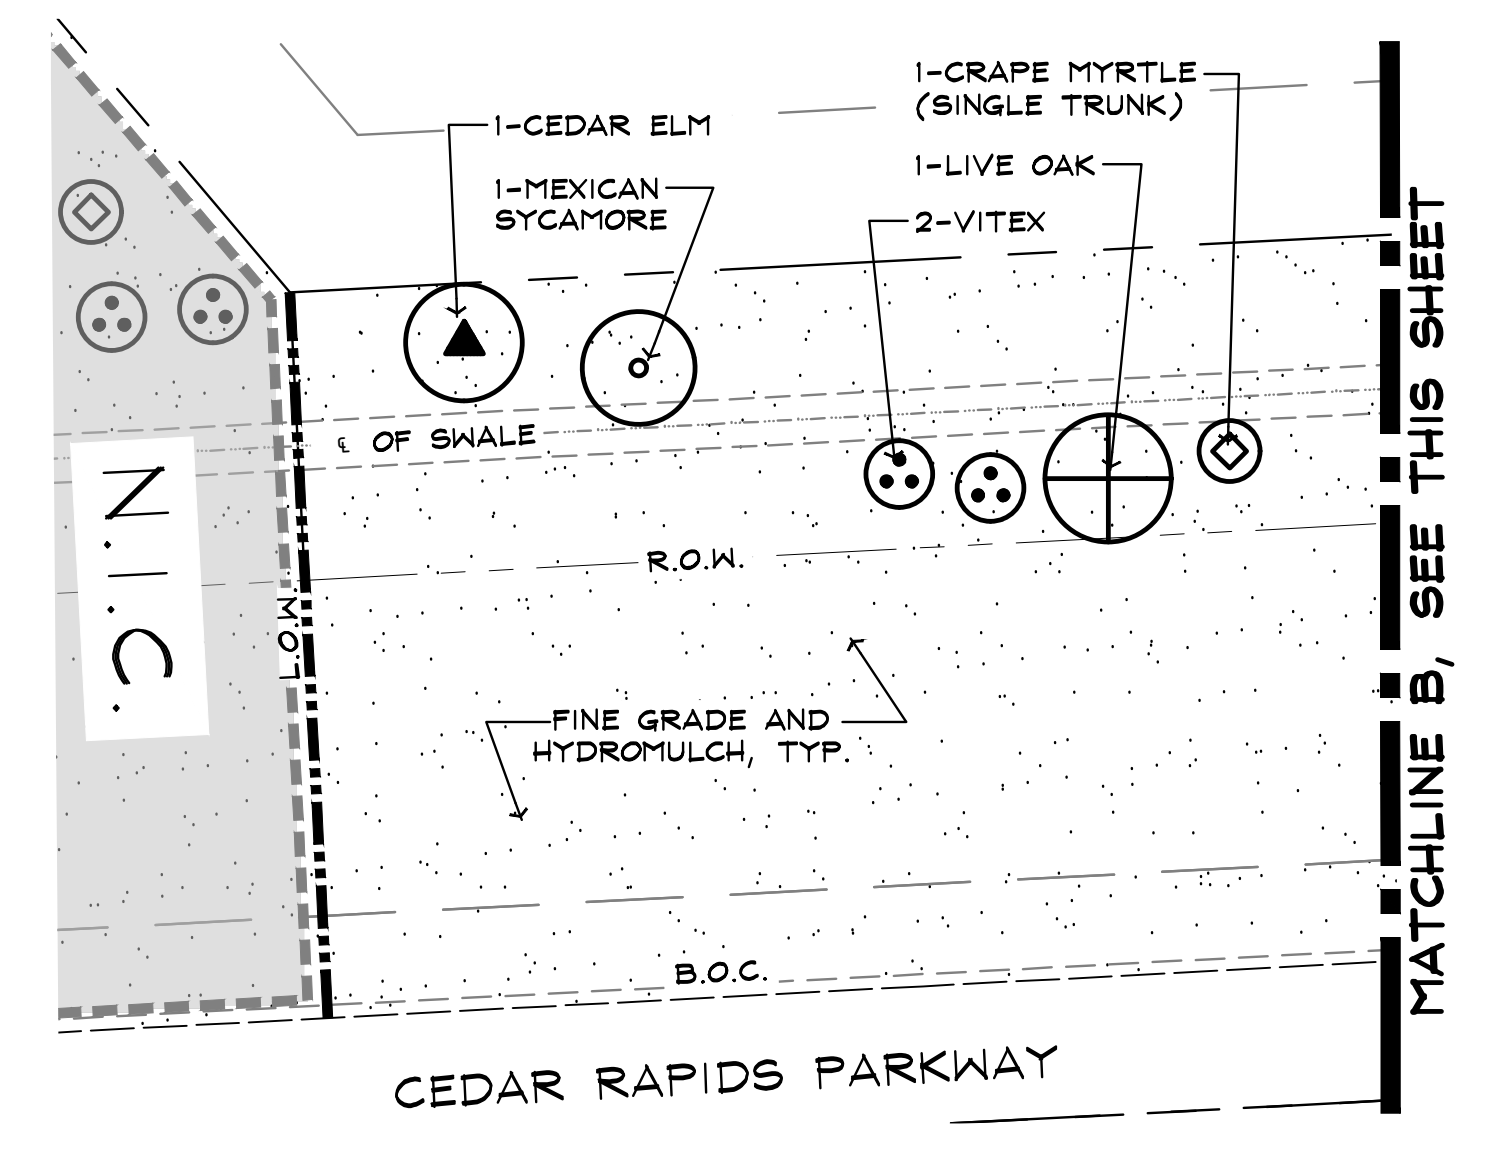 1-CRAPE MYRTLE
(SINGLE TRUNK)
1-CEDAR ELM
1-LIVE OAK
1-MEXICAN
SYCAMORE
2-VITEX
℄ OF SWALE
N.I.C.
R.O.W.
L.O.W.
FINE GRADE AND
HYDROMULCH, TYP.
B.O.C.
CEDAR RAPIDS PARKWAY
MATCHLINE B, SEE THIS SHEET